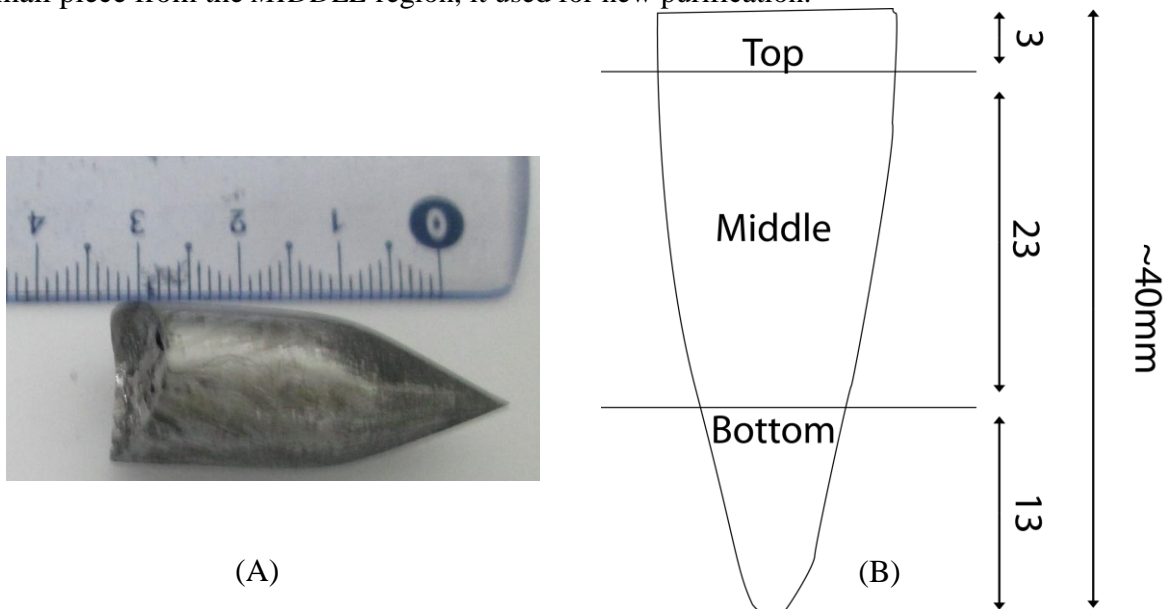 piece from the MIDDLE region, it used for new purification.
4 3 2 1 0
(A)
Top
Middle
Bottom
3
23
13
~40mm
(B)